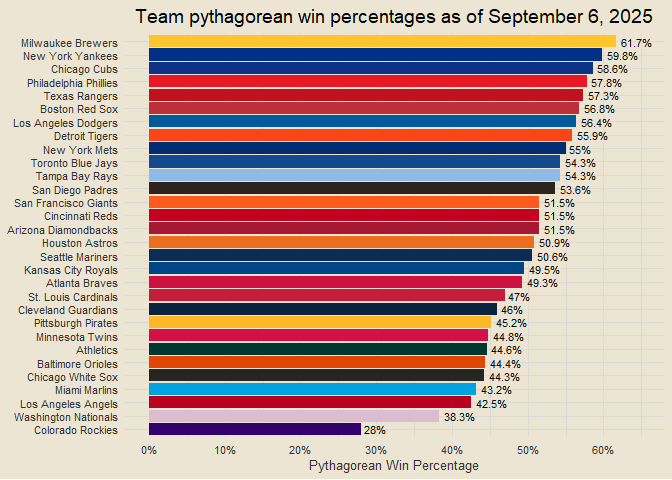 Team pythagorean win percentages as of September 6, 2025
Milwaukee Brewers 61.7%
New York Yankees 59.8%
Chicago Cubs 58.6%
Philadelphia Phillies 57.8%
Texas Rangers 57.3%
Boston Red Sox 56.8%
Los Angeles Dodgers 56.4%
Detroit Tigers 55.9%
New York Mets 55%
Toronto Blue Jays 54.3%
Tampa Bay Rays 54.3%
San Diego Padres 53.6%
San Francisco Giants 51.5%
Cincinnati Reds 51.5%
Arizona Diamondbacks 51.5%
Houston Astros 50.9%
Seattle Mariners 50.6%
Kansas City Royals 49.5%
Atlanta Braves 49.3%
St. Louis Cardinals 47%
Cleveland Guardians 46%
Pittsburgh Pirates 45.2%
Minnesota Twins 44.8%
Athletics 44.6%
Baltimore Orioles 44.4%
Chicago White Sox 44.3%
Miami Marlins 43.2%
Los Angeles Angels 42.5%
Washington Nationals 38.3%
Colorado Rockies 28%
0% 10% 20% 30% 40% 50% 60%
Pythagorean Win Percentage